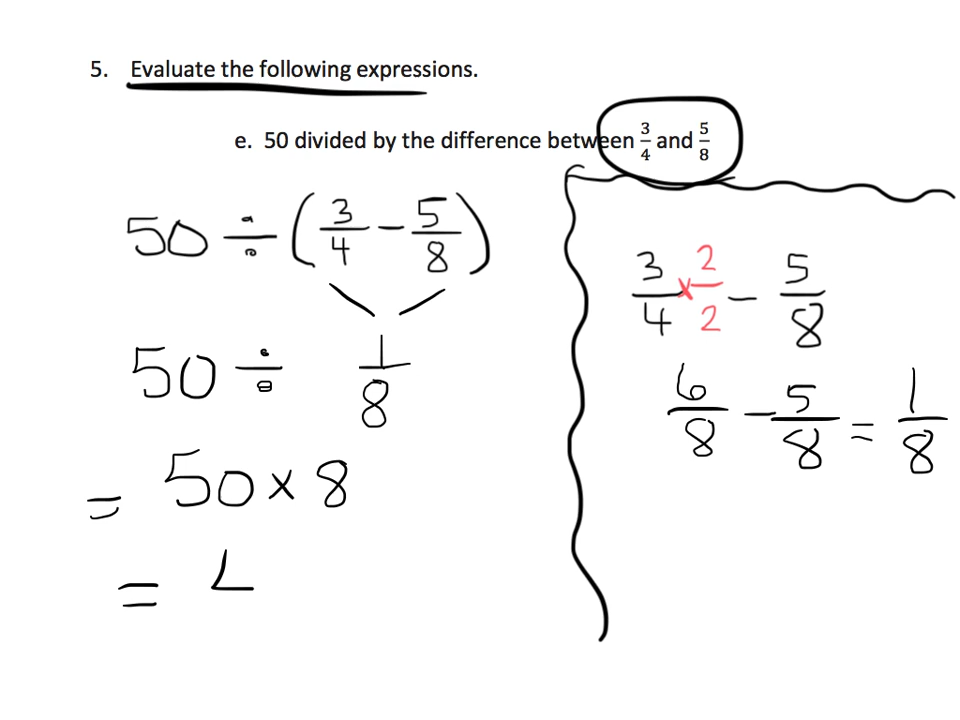 5. Evaluate the following expressions.
e. 50 divided by the difference between 3/4 and 5/8
50 ÷ (3/4 - 5/8)
50 ÷ 1/8
= 50 × 8
=
3/4 × 2/2 - 5/8
6/8 - 5/8 = 1/8